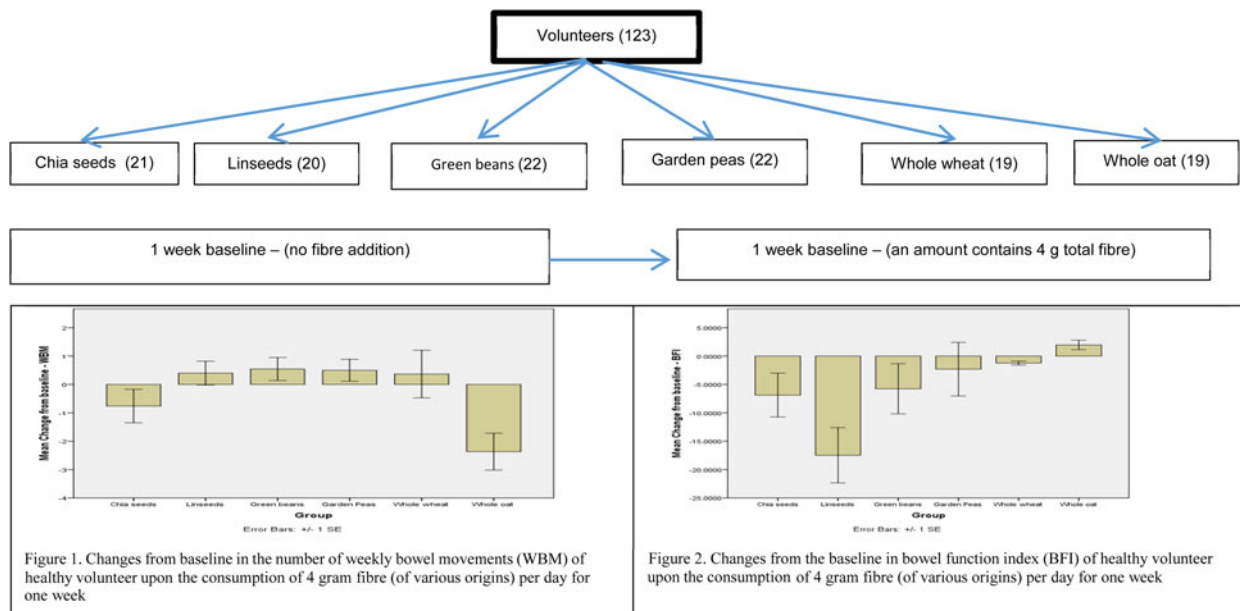 Volunteers (123)
Chia seeds (21)
Linseeds (20)
Green beans (22)
Garden peas (22)
Whole wheat (19)
Whole oat (19)
1 week baseline – (no fibre addition)
1 week baseline – (an amount contains 4 g total fibre)
Mean Change from baseline - WBM
2
1
0
-1
-2
-3
-4
Chia seeds Linseeds Green beans Garden Peas Whole wheat Whole oat
Group
Error Bars: +/- 1 SE
Figure 1. Changes from baseline in the number of weekly bowel movements (WBM) of
healthy volunteer upon the consumption of 4 gram fibre (of various origins) per day for
one week
Mean Change from baseline - BFI
5.0000
0.0000
-5.0000
-10.0000
-15.0000
-20.0000
-25.0000
Chia seeds Linseeds Green beans Garden Peas Whole wheat Whole oat
Group
Error Bars: +/- 1 SE
Figure 2. Changes from the baseline in bowel function index (BFI) of healthy volunteer
upon the consumption of 4 gram fibre (of various origins) per day for one week